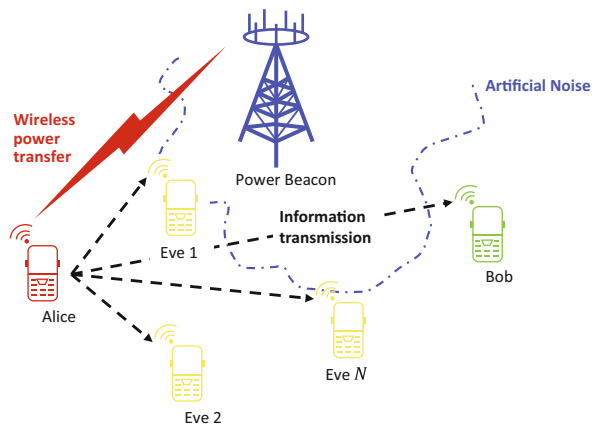 Artificial Noise
Wireless
power
transfer
Power Beacon
Information
transmission
Eve 1
Bob
Alice
Eve N
Eve 2